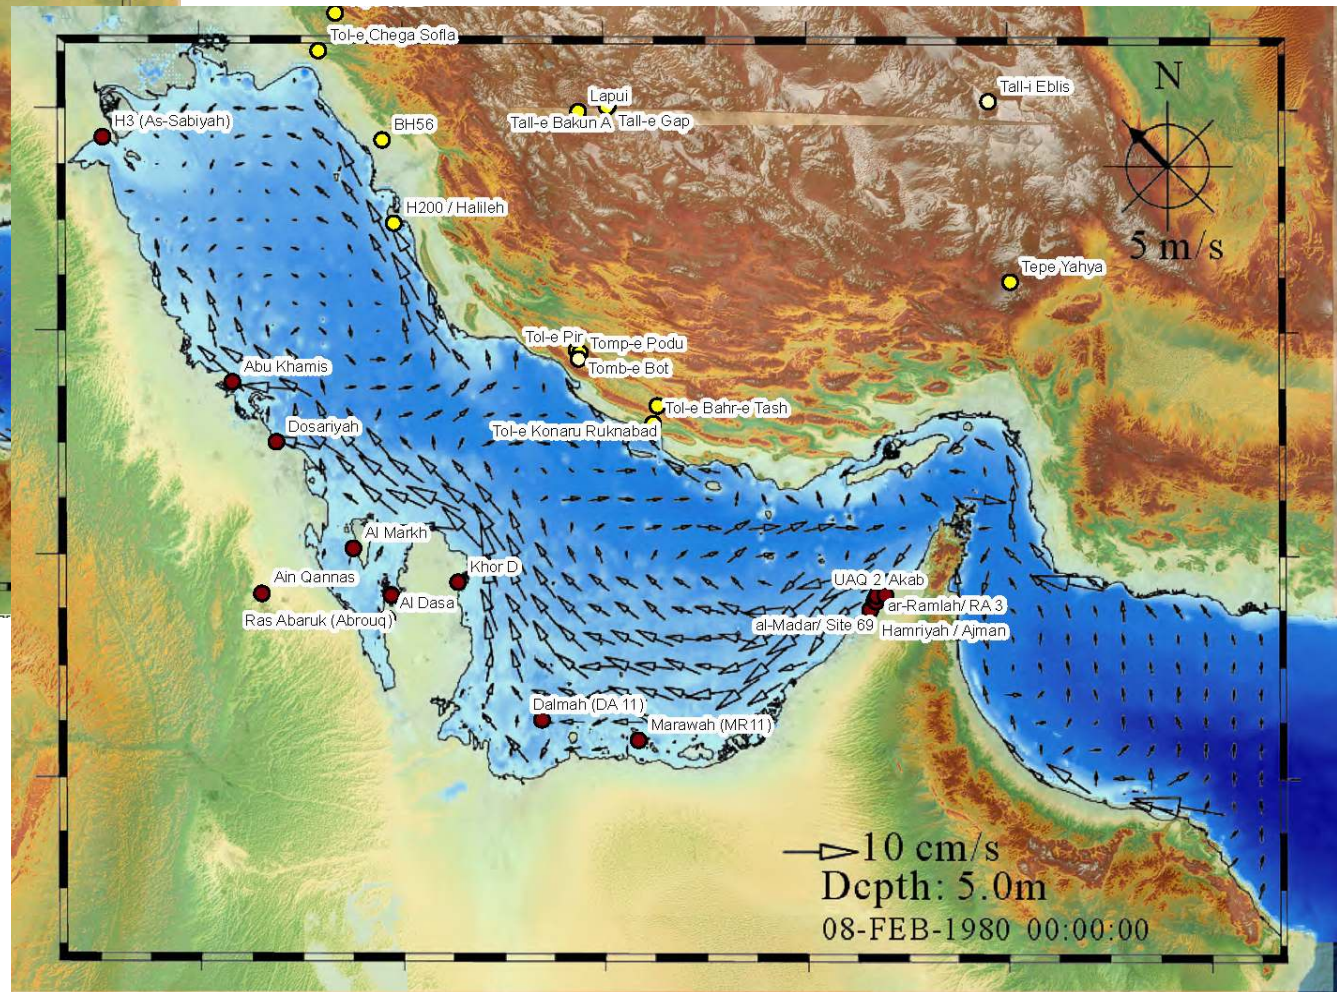 Tol-e Chega Sofla
N
Tall-i Eblis
Lapui
H3 (As-Sabiyah)
BH56
Tall-e Bakun A
Tall-e Gap
H200 / Halileh
5 m/s
Tepe Yahya
Tol-e Pir
Tomp-e Podu
Tomb-e Bot
Abu Khamis
Tol-e Bahr-e Tash
Dosariyah
Tol-e Konaru Ruknabad
Al Markh
Ain Qannas
Khor D
UAQ 2
Akab
Al Dasa
ar-Ramlah/ RA 3
Ras Abaruk (Abrouq)
al-Madar/ Site 69
Hamriyah / Ajman
Dalmah (DA 11)
Marawah (MR11)
10 cm/s
Depth: 5.0m
08-FEB-1980 00:00:00